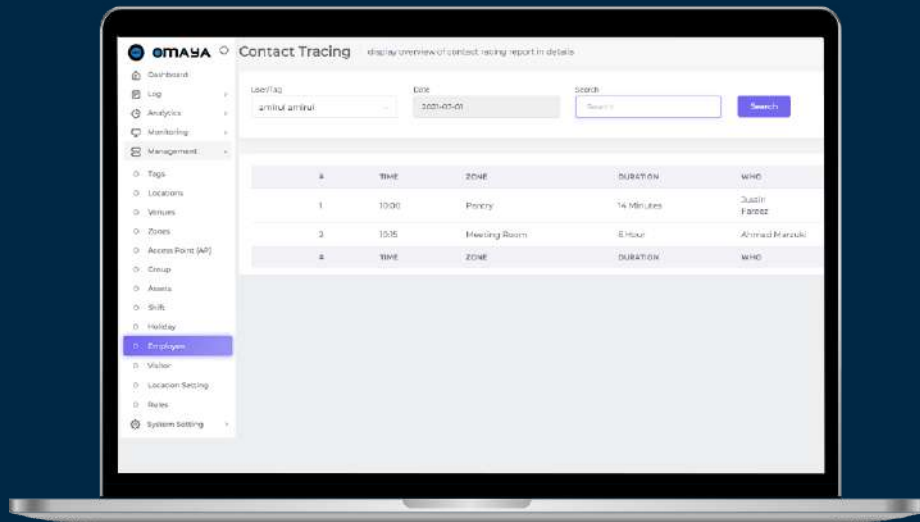 OMAYA
Contact Tracing
display overview of contact tracing report in details
Dashboard
Log
Analytics
Monitoring
Management
Tags
Locations
Venues
Zones
Access Point (AP)
Group
Assets
Shift
Holiday
Employee
Visitor
Location Setting
Rules
System Setting
User/Tag
Date
Search
amirul amirul
2021-07-01
Search
Search
# TIME ZONE DURATION WHO
1 10:00 Pantry 14 Minutes Justin
Fareez
2 10:15 Meeting Room 6 Hour Ahmad Marzuki
# TIME ZONE DURATION WHO